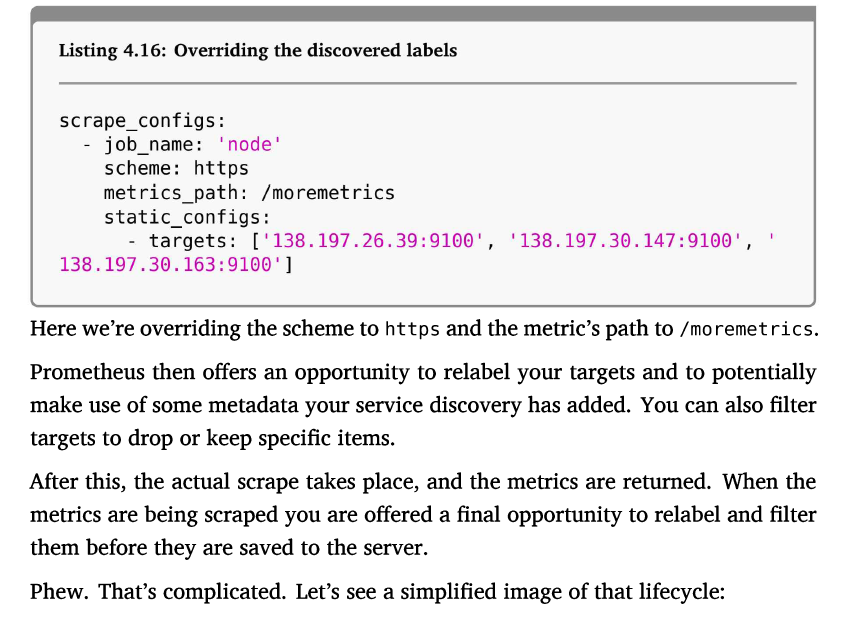 Listing 4.16: Overriding the discovered labels
scrape_configs:
  - job_name: 'node'
    scheme: https
    metrics_path: /moremetrics
    static_configs:
      - targets: ['138.197.26.39:9100', '138.197.30.147:9100', '
138.197.30.163:9100']
Here we’re overriding the scheme to https and the metric’s path to /moremetrics.
Prometheus then offers an opportunity to relabel your targets and to potentially
make use of some metadata your service discovery has added. You can also filter
targets to drop or keep specific items.
After this, the actual scrape takes place, and the metrics are returned. When the
metrics are being scraped you are offered a final opportunity to relabel and filter
them before they are saved to the server.
Phew. That’s complicated. Let’s see a simplified image of that lifecycle: